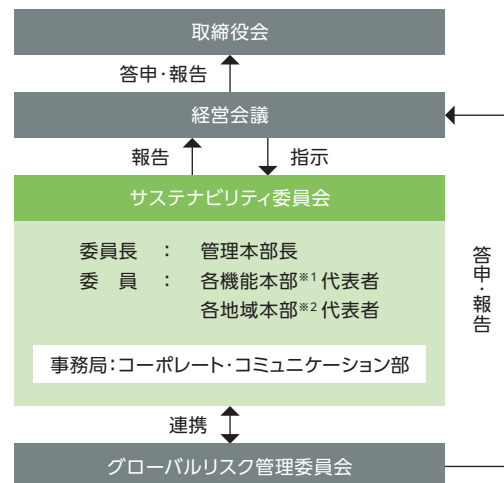 取締役会
答申・報告
経営会議
報告 指示
サステナビリティ委員会
委員長 ： 管理本部長
委 員 ： 各機能本部※1 代表者
各地域本部※2 代表者
事務局：コーポレート・コミュニケーション部
答申・報告
連携
グローバルリスク管理委員会